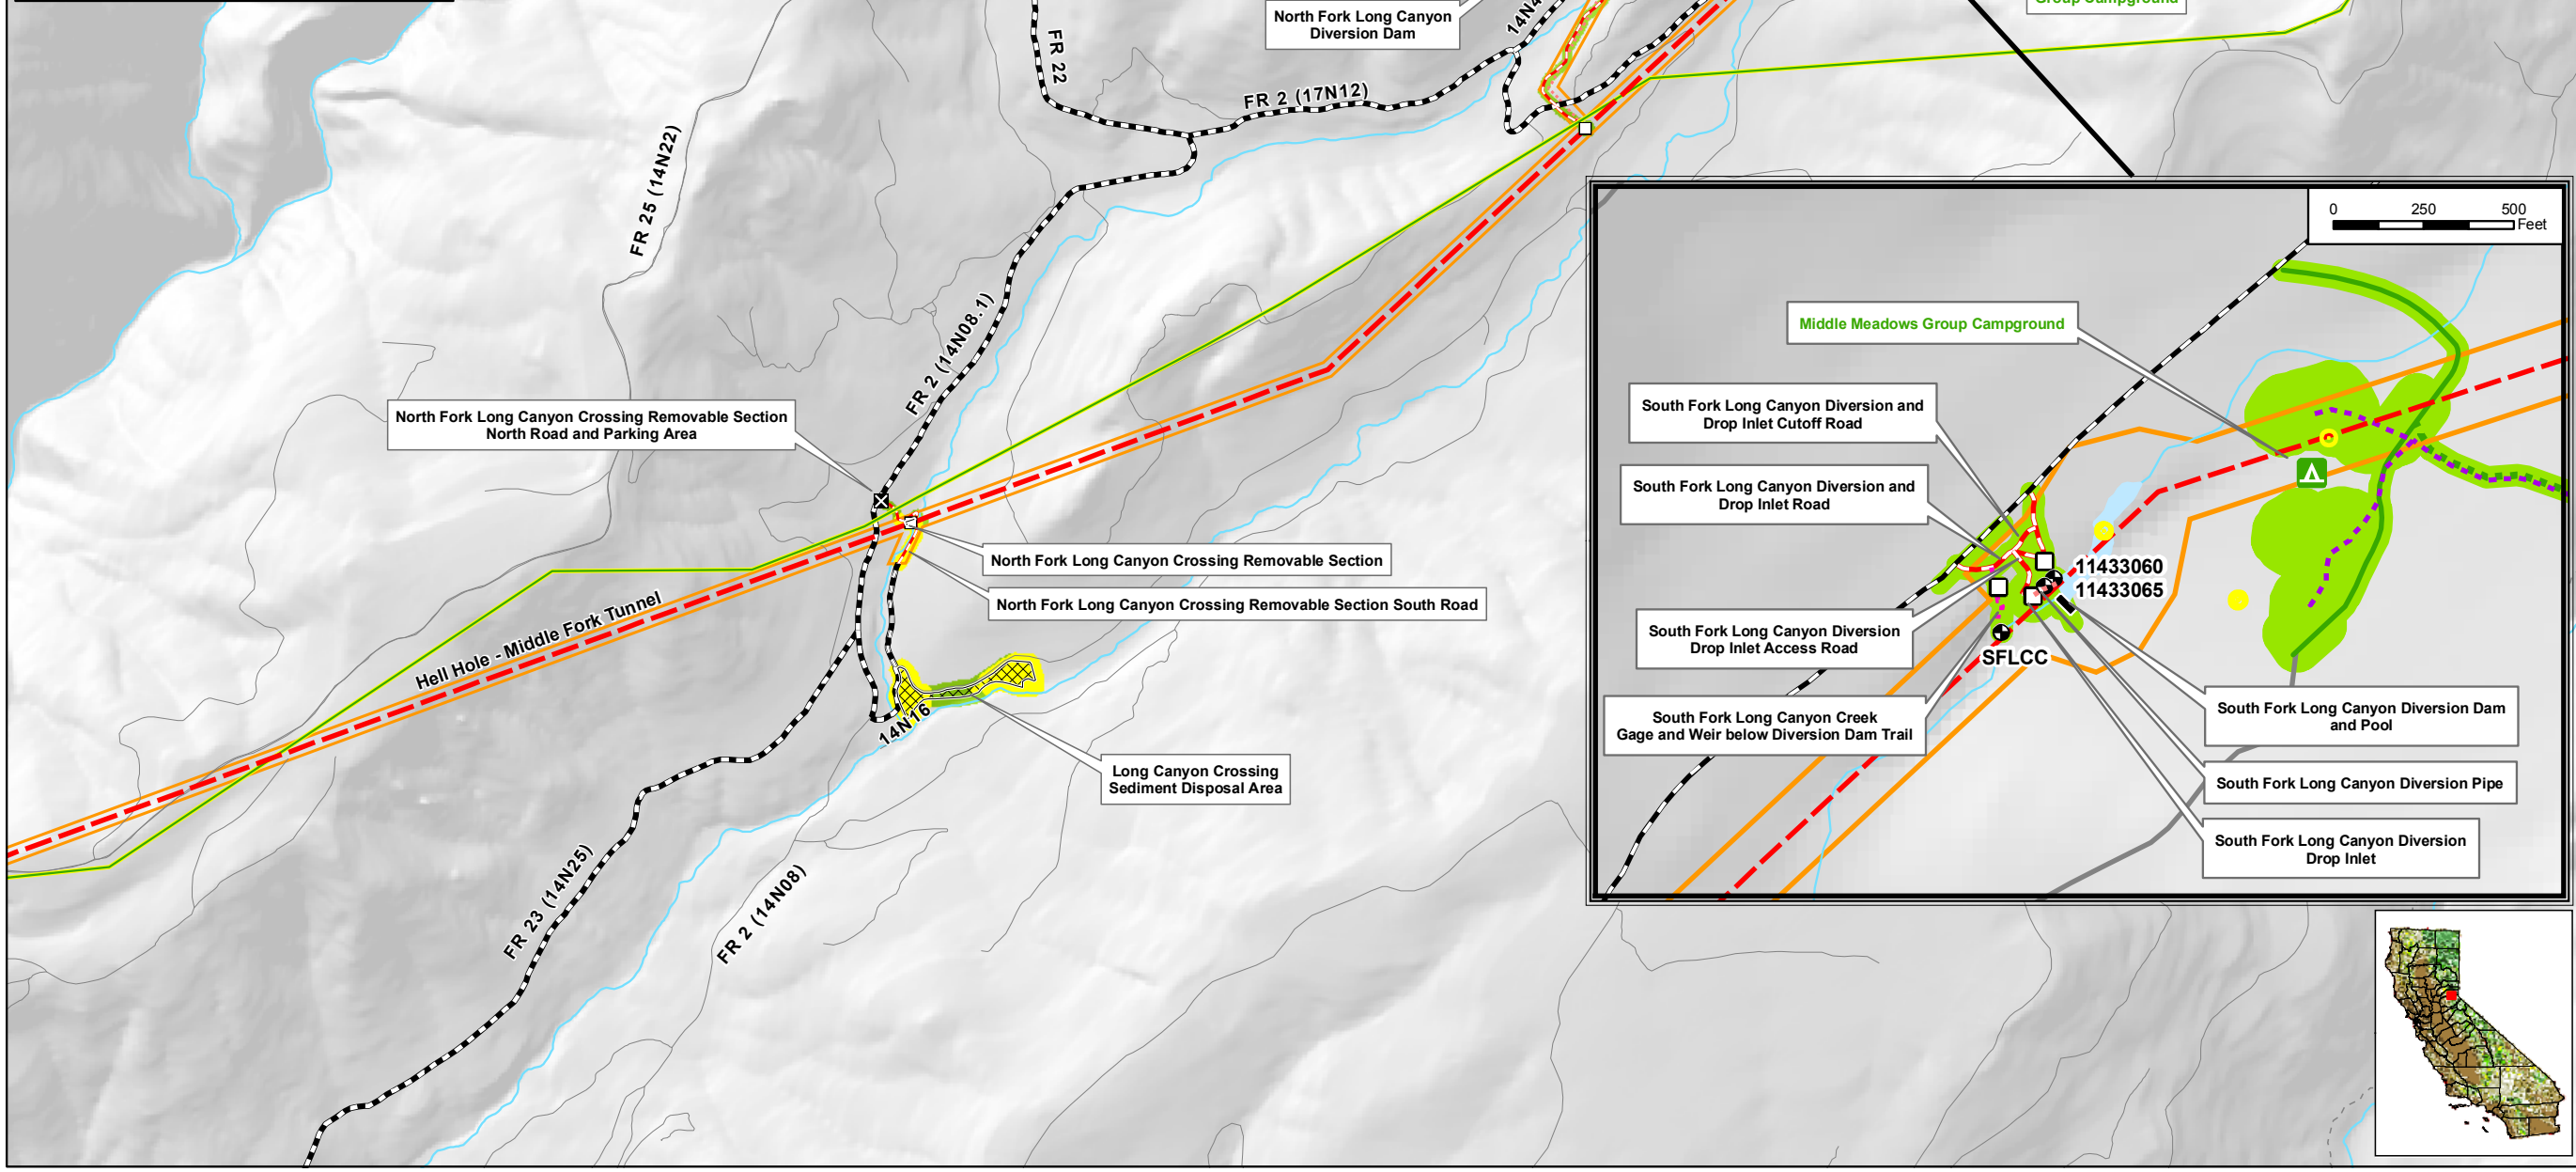 North Fork Long Canyon
Diversion Dam
Group Campground
FR 22
14N4
FR 2 (17N12)
FR 25 (14N22)
FR 2 (14N08.1)
North Fork Long Canyon Crossing Removable Section
North Road and Parking Area
North Fork Long Canyon Crossing Removable Section
North Fork Long Canyon Crossing Removable Section South Road
Hell Hole - Middle Fork Tunnel
14N16
Long Canyon Crossing
Sediment Disposal Area
FR 23 (14N25)
FR 2 (14N08)
0 250 500
Feet
Middle Meadows Group Campground
South Fork Long Canyon Diversion and
Drop Inlet Cutoff Road
South Fork Long Canyon Diversion and
Drop Inlet Road
11433060
11433065
South Fork Long Canyon Diversion
Drop Inlet Access Road
SFLCC
South Fork Long Canyon Creek
Gage and Weir below Diversion Dam Trail
South Fork Long Canyon Diversion Dam
and Pool
South Fork Long Canyon Diversion Pipe
South Fork Long Canyon Diversion
Drop Inlet